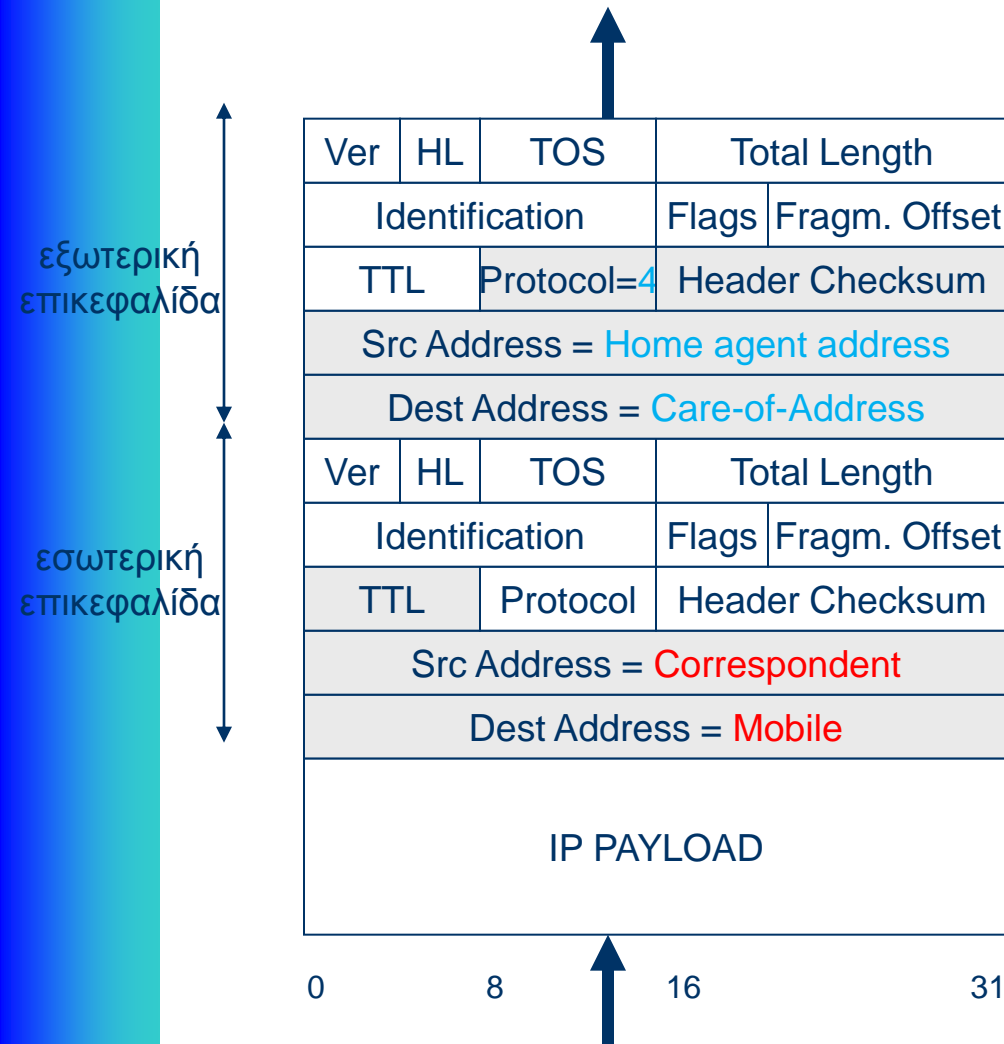 Ver HL TOS Total Length
Identification Flags Fragm. Offset
εξωτερική
επικεφαλίδα
TTL Protocol=4 Header Checksum
Src Address = Home agent address
Dest Address = Care-of-Address
Ver HL TOS Total Length
Identification Flags Fragm. Offset
εσωτερική
επικεφαλίδα
TTL Protocol Header Checksum
Src Address = Correspondent
Dest Address = Mobile
IP PAYLOAD
0 8 16 31